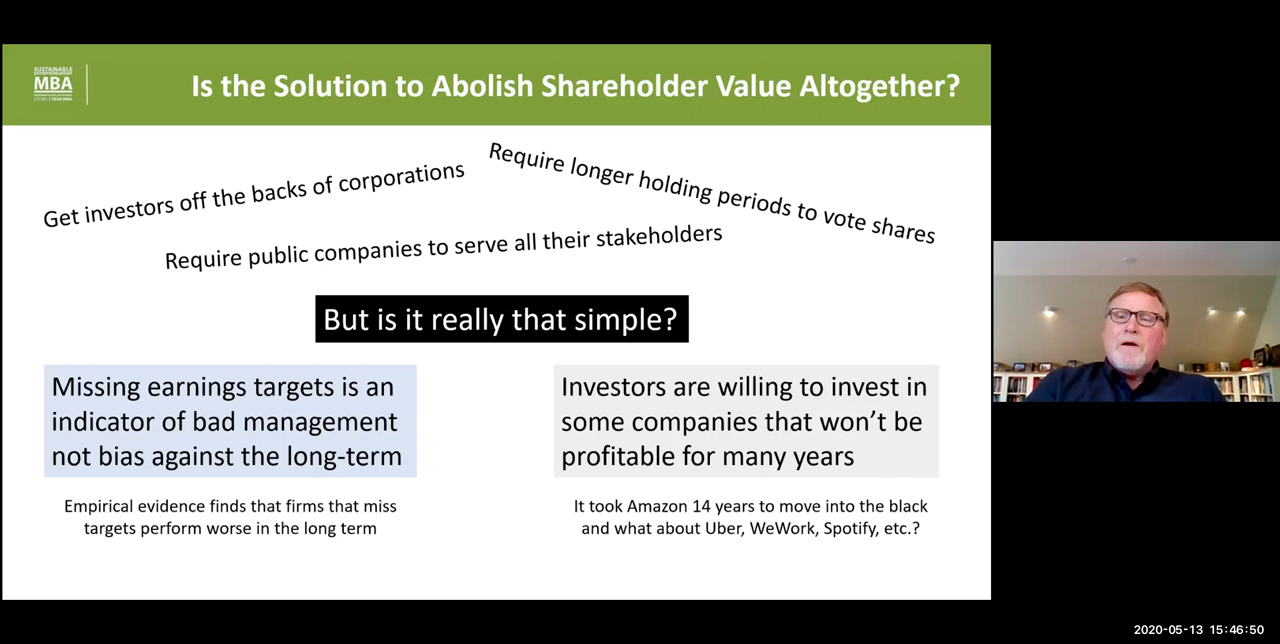 SUSTAINABLE
ENTREPRENEURSHIP
MBA
Is the Solution to Abolish Shareholder Value Altogether?
Get investors off the backs of corporations
Require longer holding periods to vote shares
Require public companies to serve all their stakeholders
But is it really that simple?
Missing earnings targets is an
indicator of bad management
not bias against the long-term
Empirical evidence finds that firms that miss
targets perform worse in the long term
Investors are willing to invest in
some companies that won’t be
profitable for many years
It took Amazon 14 years to move into the black
and what about Uber, WeWork, Spotify, etc.?
2020-05-13 15:46:50